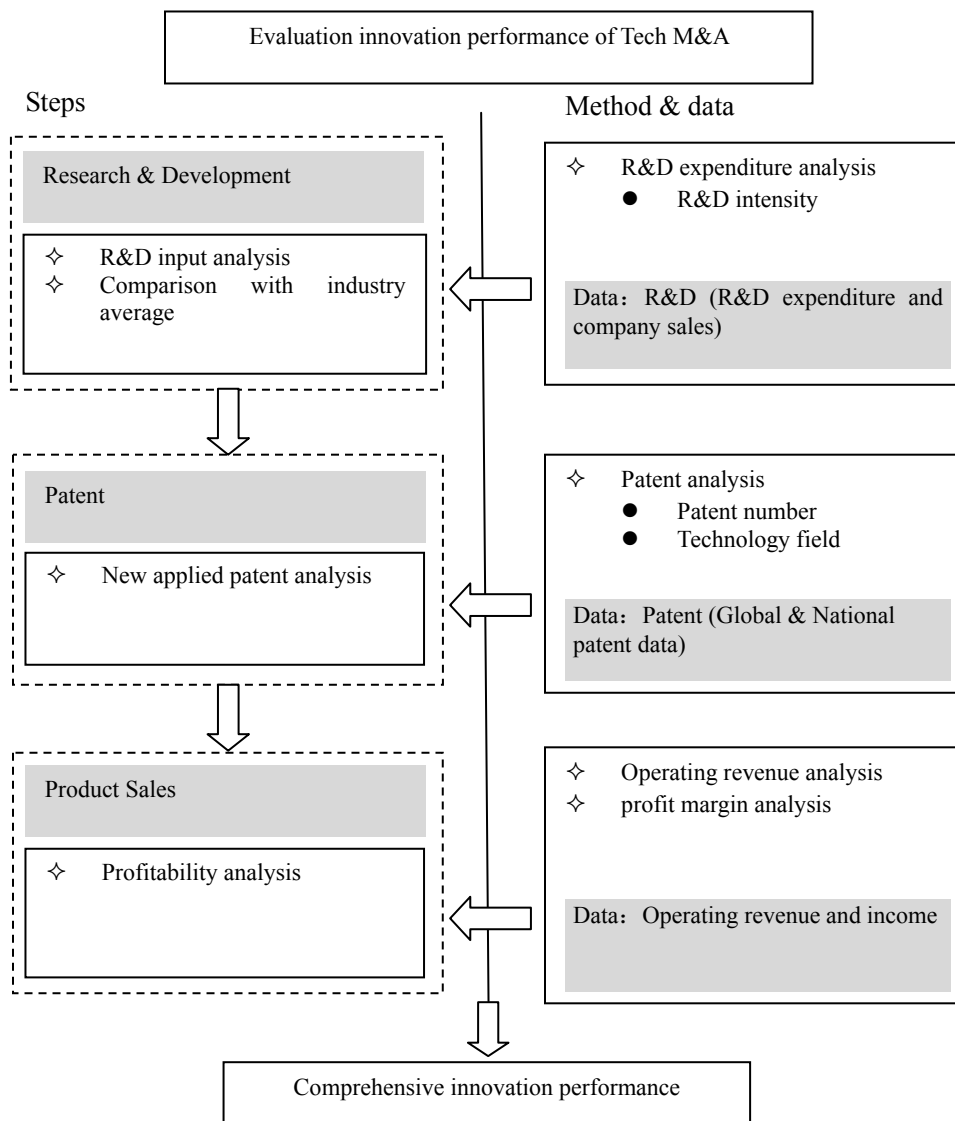 Evaluation innovation performance of Tech M&A
Steps
Method & data
Research & Development
✧ R&D input analysis
✧ Comparison with industry
average
✧ R&D expenditure analysis
● R&D intensity
Data：R&D (R&D expenditure and
company sales)
Patent
✧ New applied patent analysis
✧ Patent analysis
● Patent number
● Technology field
Data：Patent (Global & National
patent data)
Product Sales
✧ Profitability analysis
✧ Operating revenue analysis
✧ profit margin analysis
Data：Operating revenue and income
Comprehensive innovation performance